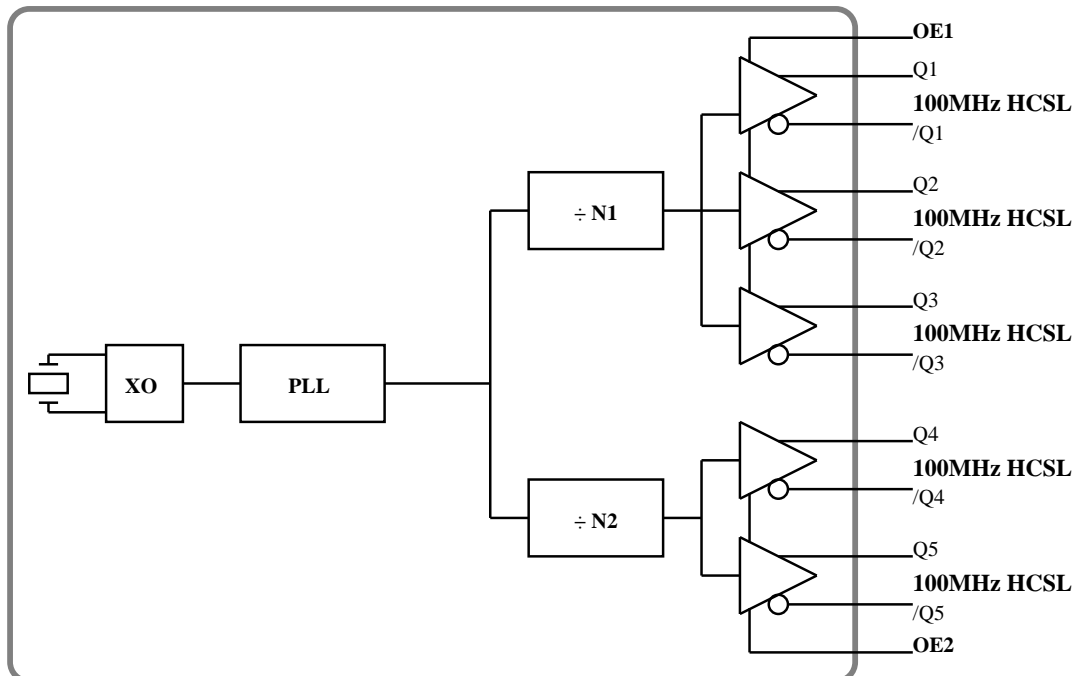 OE1
Q1
100MHz HCSL
/Q1
Q2
÷ N1
100MHz HCSL
/Q2
Q3
100MHz HCSL
/Q3
XO
PLL
Q4
100MHz HCSL
/Q4
÷ N2
Q5
100MHz HCSL
/Q5
OE2